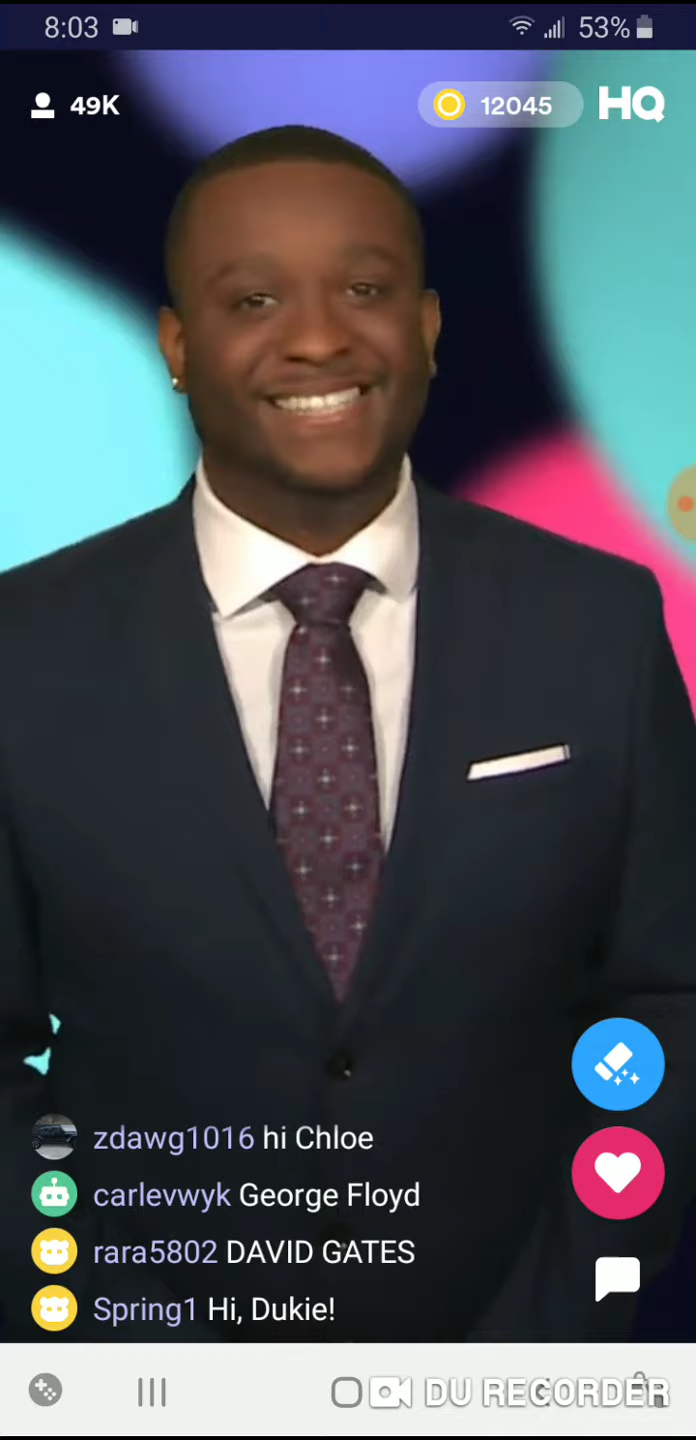 8:03
53%
49K
12045
HQ
zdawg1016 hi Chloe
carlevwyk George Floyd
rara5802 DAVID GATES
Spring1 Hi, Dukie!
DU RECORDER